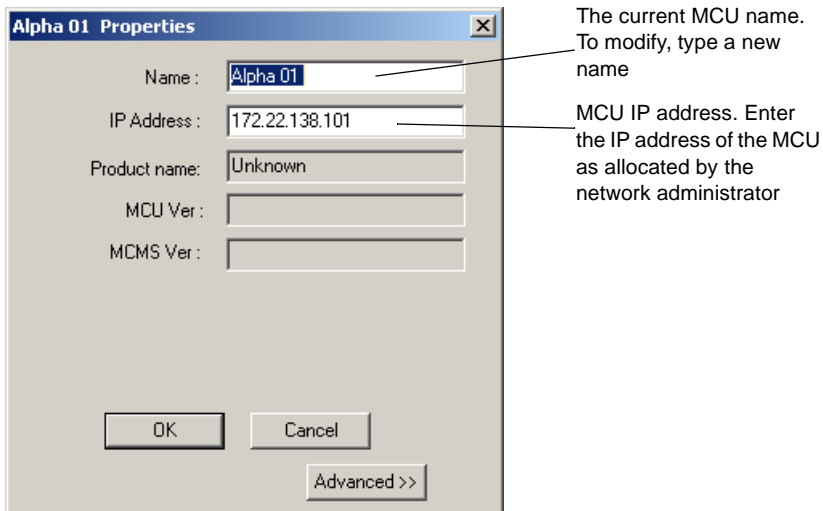 Alpha 01 Properties
Name :
Alpha 01
IP Address :
172.22.138.101
Product name:
Unknown
MCU Ver :
MCMS Ver :
OK
Cancel
Advanced >>
The current MCU name.
To modify, type a new
name
MCU IP address. Enter
the IP address of the MCU
as allocated by the
network administrator